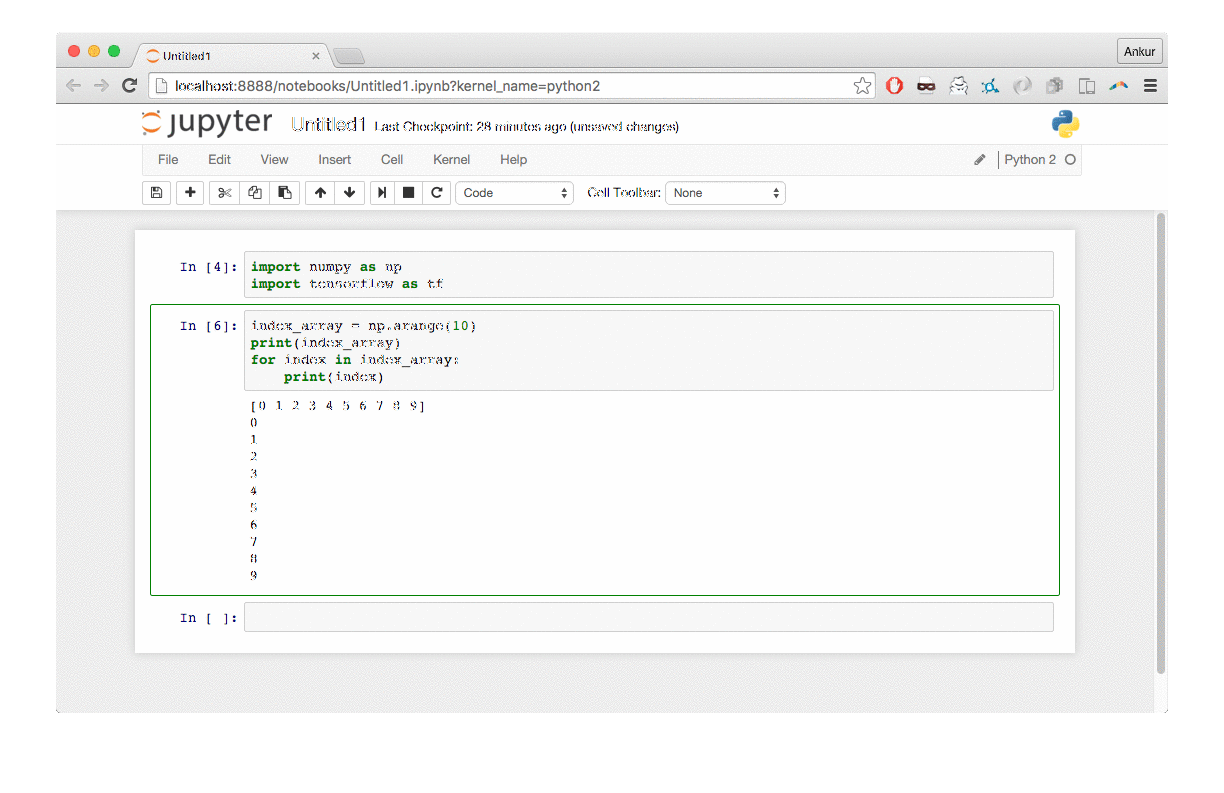 Untitled1
Ankur
localhost:8888/notebooks/Untitled1.ipynb?kernel_name=python2
jupyter Untitled1 Last Checkpoint: 28 minutes ago (unsaved changes)
File Edit View Insert Cell Kernel Help Python 2
Code Cell Toolbar: None
In [4]: import numpy as np
import tensorflow as tf
In [6]: index_array = np.arange(10)
print(index_array)
for index in index_array:
    print(index)
[0 1 2 3 4 5 6 7 8 9]
0
1
2
3
4
5
6
7
8
9
In [ ]: